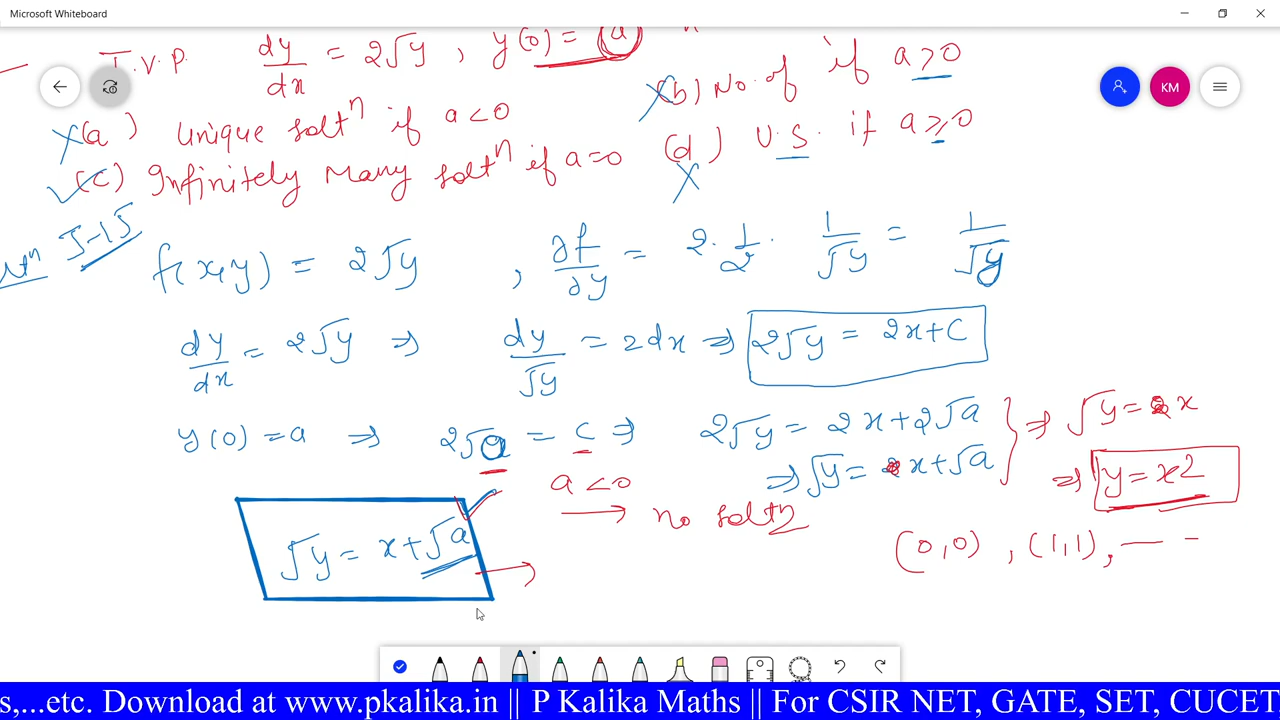 Microsoft Whiteboard
I.V.P. dy/dx = 2√y , y(0) = a
KM
(a) Unique soltⁿ if a<0 (b) No of if a>0
(c) Infinitely Many soltⁿ if a=0 (d) U.S. if a≥0
J-15
f(x,y) = 2√y , ∂f/∂y = 2·1/2·1/√y = 1/√y
dy/dx = 2√y ⇒ dy/√y = 2dx ⇒ 2√y = 2x+C
y(0)=a ⇒ 2√a = C ⇒ 2√y = 2x+2√a } ⇒ √y = x
a<0 ⇒ √y = x+√a ⇒ y=x2
→ no soltⁿ
√y = x+√a → (0,0) , (1,1), — -
s,...etc. Download at www.pkalika.in || P Kalika Maths || For CSIR NET, GATE, SET, CUCET